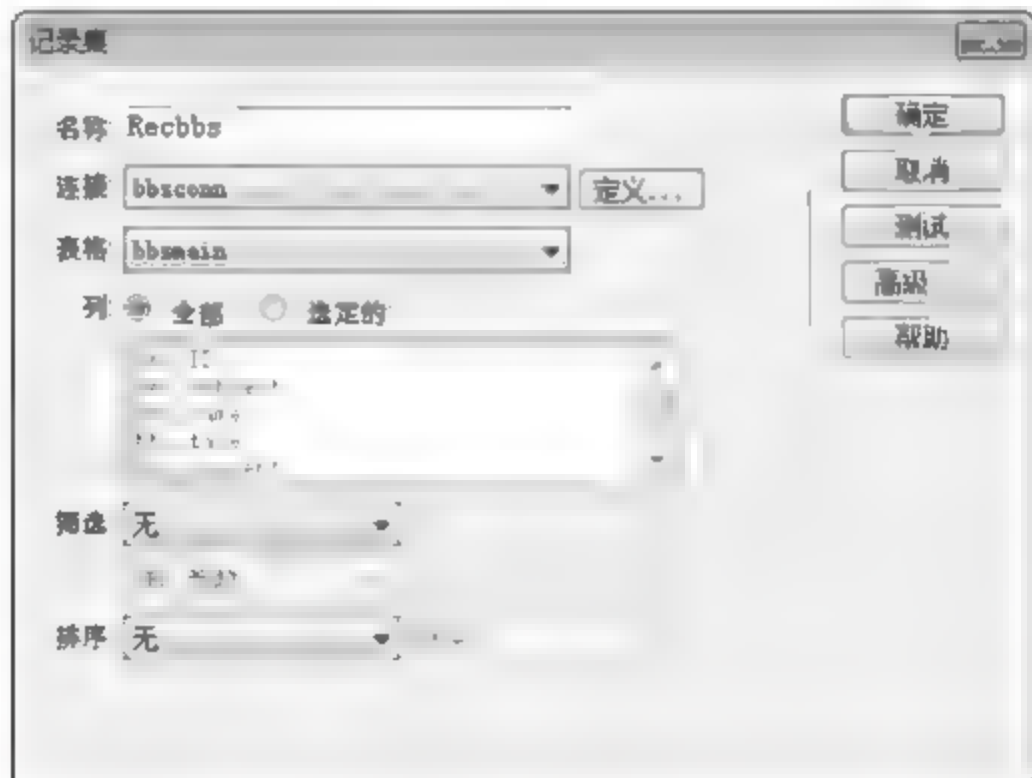 记录集
名称 Recbbs
确定
取消
连接 bbsconn 定义...
测试
表格 bbsmain
高级
列 全部 选定的
帮助
筛选 无
排序 无